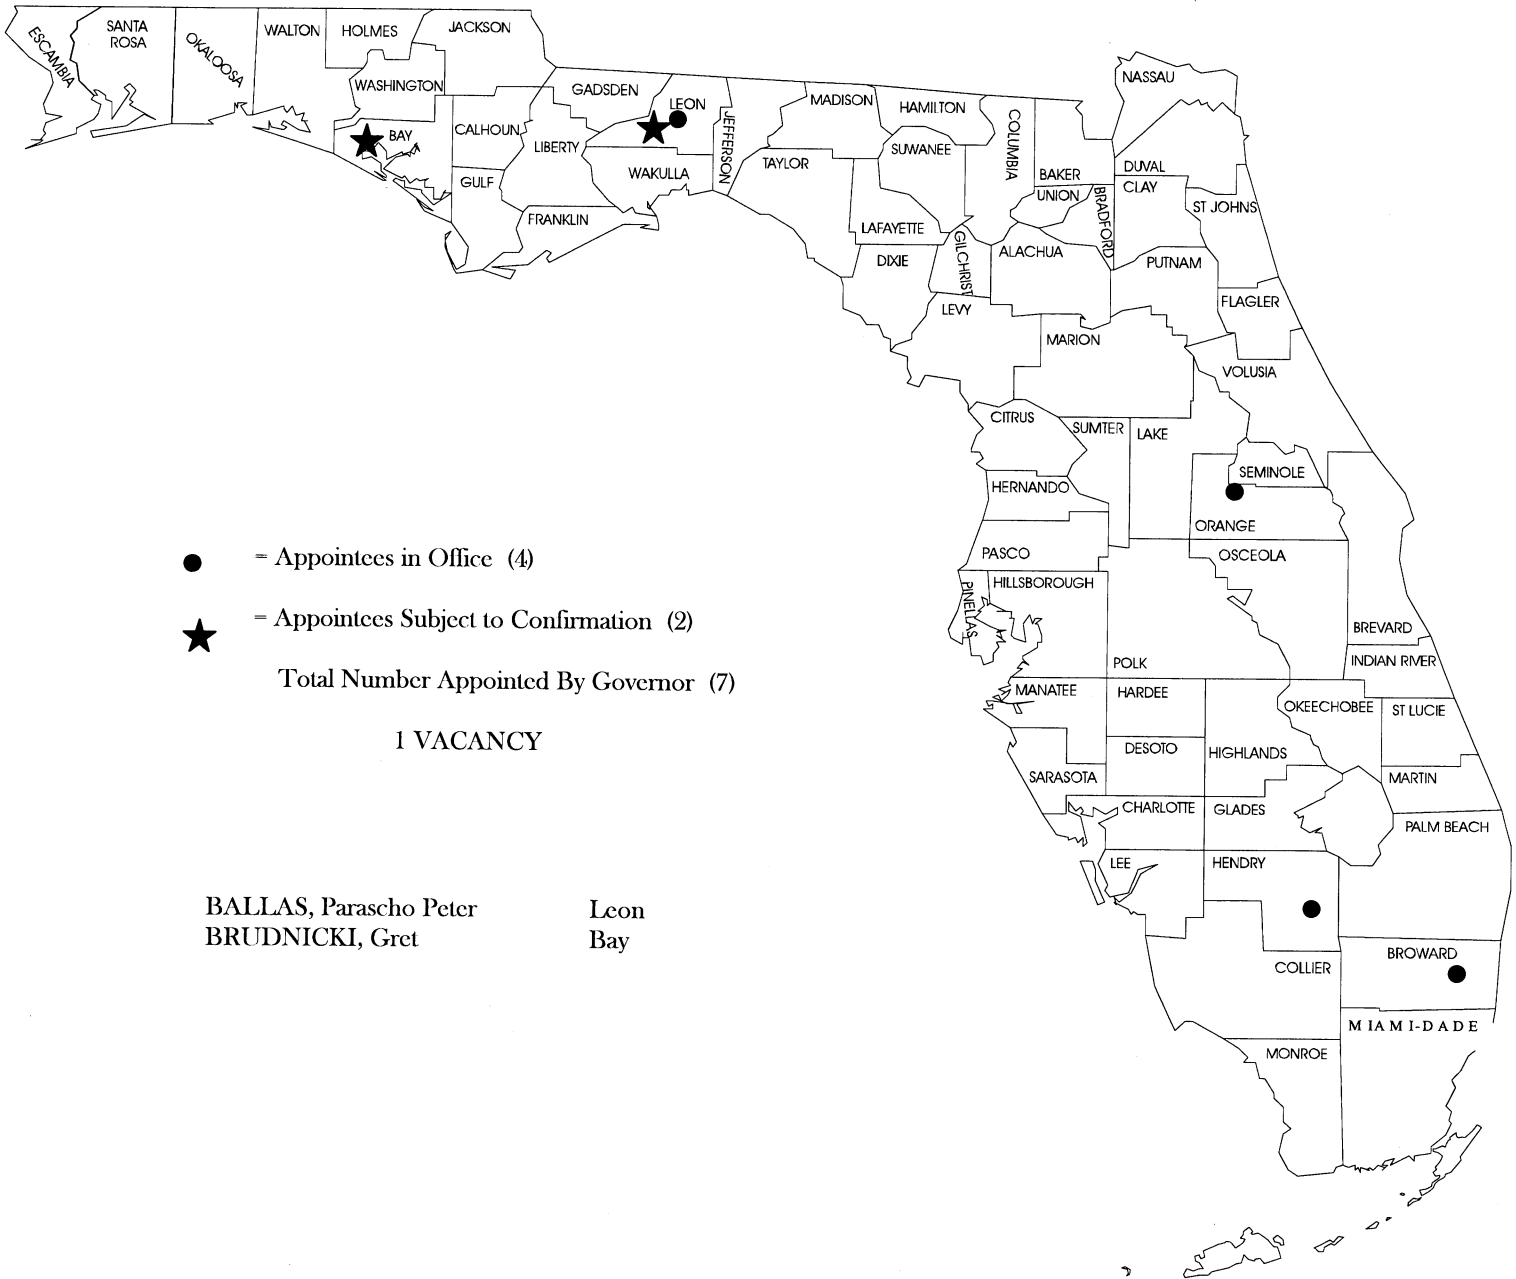 ESCAMBIA
SANTA
ROSA
OKALOOSA
WALTON
HOLMES
JACKSON
WASHINGTON
BAY
CALHOUN
GULF
GADSDEN
LIBERTY
FRANKLIN
LEON
WAKULLA
JEFFERSON
TAYLOR
MADISON
HAMILTON
SUWANEE
LAFAYETTE
DIXIE
COLUMBIA
GILCHRIST
LEVY
BAKER
UNION
BRADFORD
ALACHUA
NASSAU
DUVAL
CLAY
ST JOHNS
PUTNAM
FLAGLER
MARION
VOLUSIA
CITRUS
SUMTER
LAKE
SEMINOLE
HERNANDO
ORANGE
PASCO
OSCEOLA
PINELLAS
HILLSBOROUGH
BREVARD
POLK
INDIAN RIVER
MANATEE
HARDEE
OKEECHOBEE
ST LUCIE
DESOTO
HIGHLANDS
SARASOTA
MARTIN
CHARLOTTE
GLADES
PALM BEACH
LEE
HENDRY
BROWARD
COLLIER
MIAMI-DADE
MONROE
= Appointees in Office (4)
= Appointees Subject to Confirmation (2)
Total Number Appointed By Governor (7)
1 VACANCY
BALLAS, Parascho Peter Leon
BRUDNICKI, Gret Bay